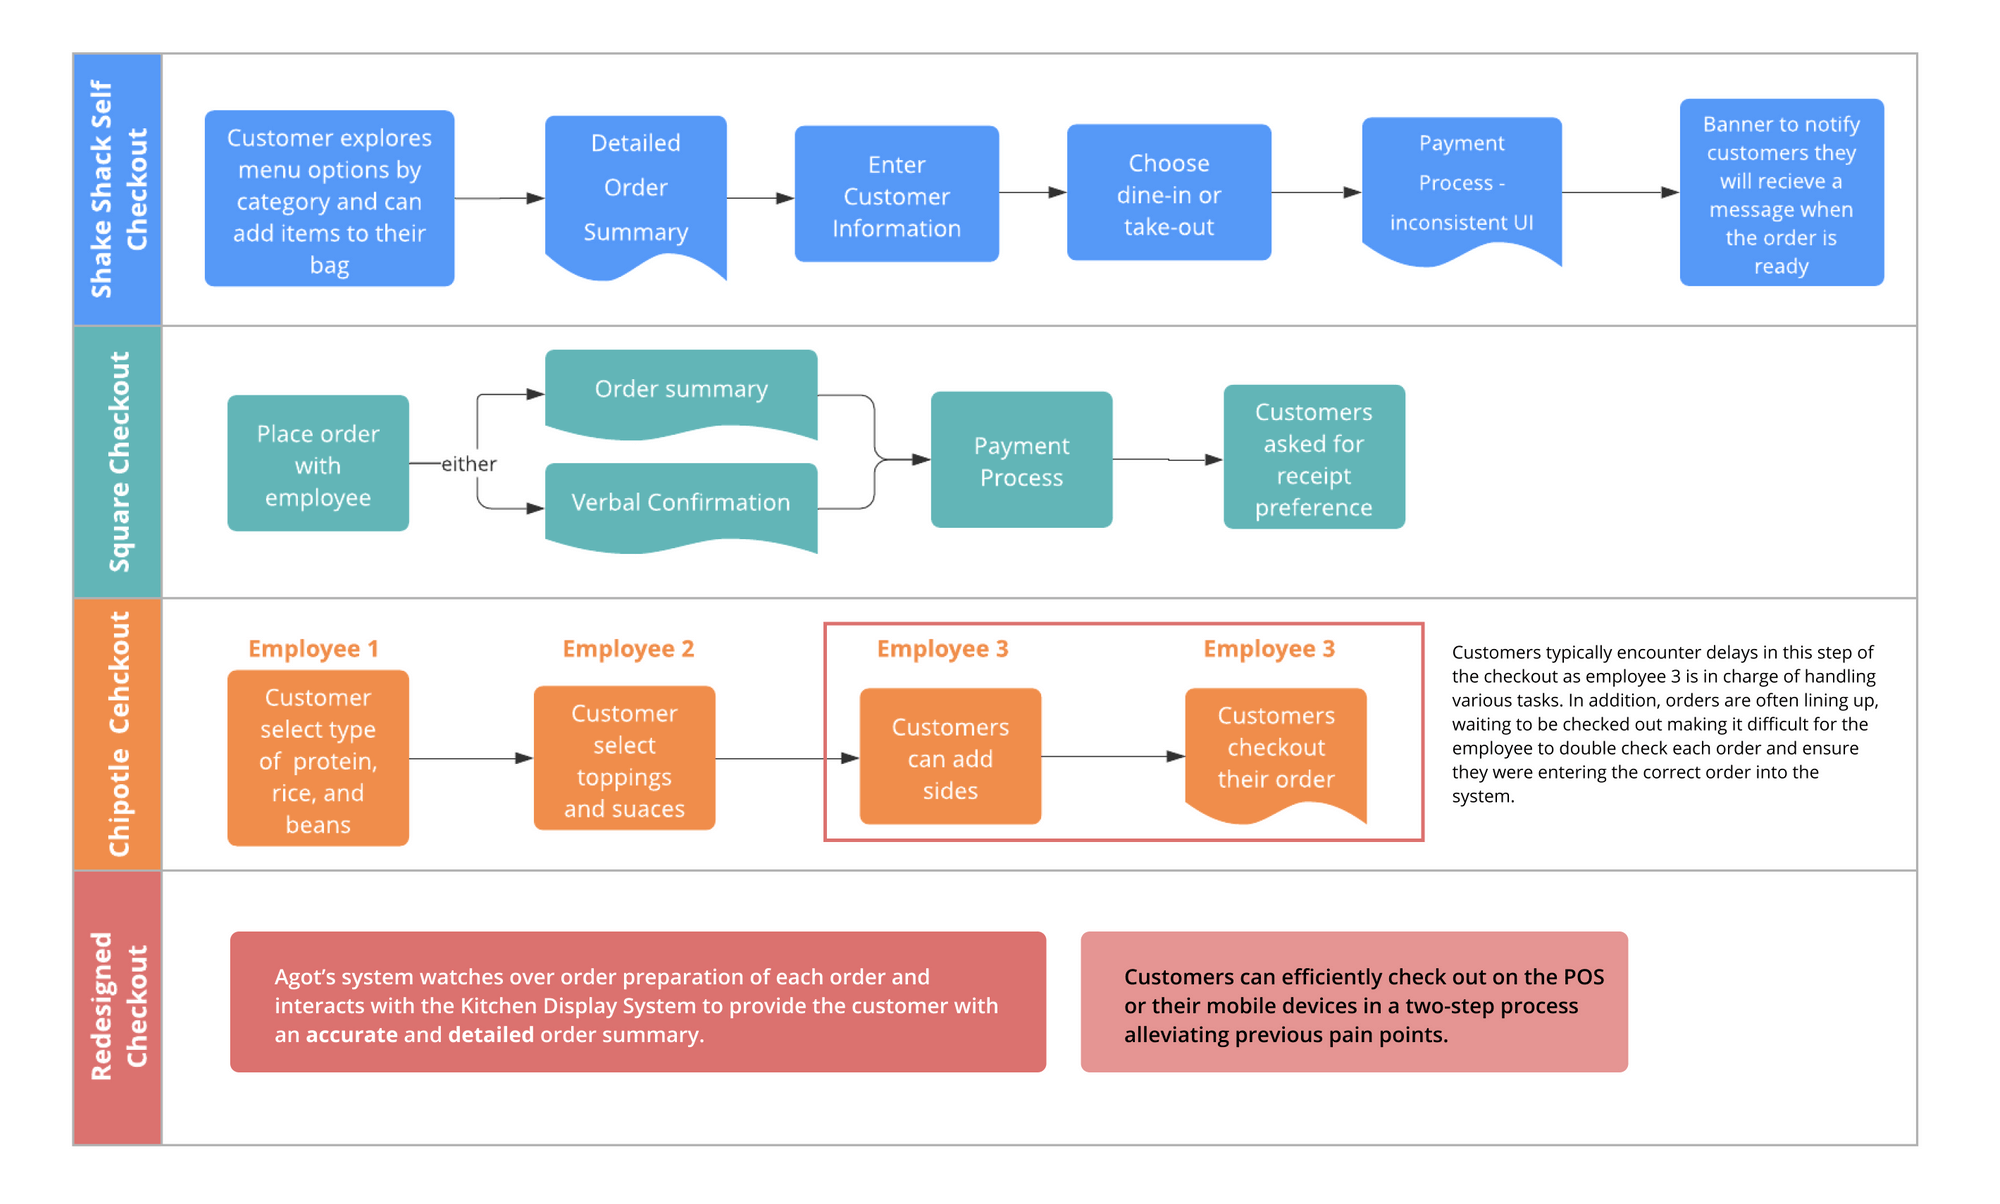 Shake Shack Self
Checkout
Customer explores
menu options by
category and can
add items to their
bag
Detailed
Order
Summary
Enter
Customer
Information
Choose
dine-in or
take-out
Payment
Process -
inconsistent UI
Banner to notify
customers they
will recieve a
message when
the order is
ready
Square Checkout
Place order
with
employee
either
Order summary
Verbal Confirmation
Payment
Process
Customers
asked for
receipt
preference
Chipotle Cehckout
Employee 1
Customer
select type
of protein,
rice, and
beans
Employee 2
Customer
select
toppings
and suaces
Employee 3
Customers
can add
sides
Employee 3
Customers
checkout
their order
Customers typically encounter delays in this step of
the checkout as employee 3 is in charge of handling
various tasks. In addition, orders are often lining up,
waiting to be checked out making it difficult for the
employee to double check each order and ensure
they were entering the correct order into the
system.
Redesigned
Checkout
Agot’s system watches over order preparation of each order and
interacts with the Kitchen Display System to provide the customer with
an accurate and detailed order summary.
Customers can efficiently check out on the POS
or their mobile devices in a two-step process
alleviating previous pain points.